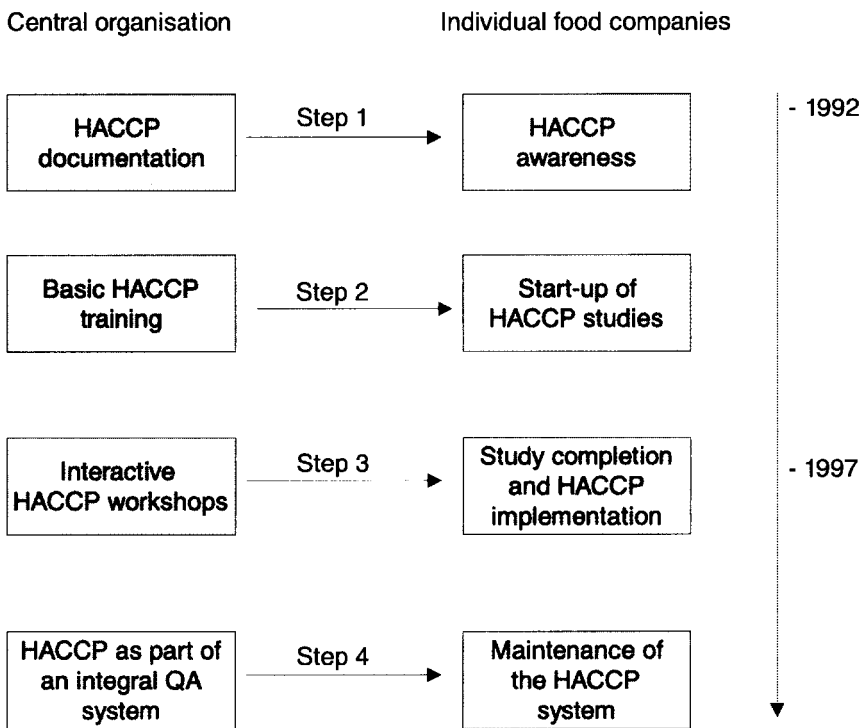 Central organisation
Individual food companies
HACCP
documentation
Step 1
HACCP
awareness
- 1992
Basic HACCP
training
Step 2
Start-up of
HACCP studies
Interactive
HACCP workshops
Step 3
Study completion
and HACCP
implementation
- 1997
HACCP as part of
an integral QA
system
Step 4
Maintenance of
the HACCP
system